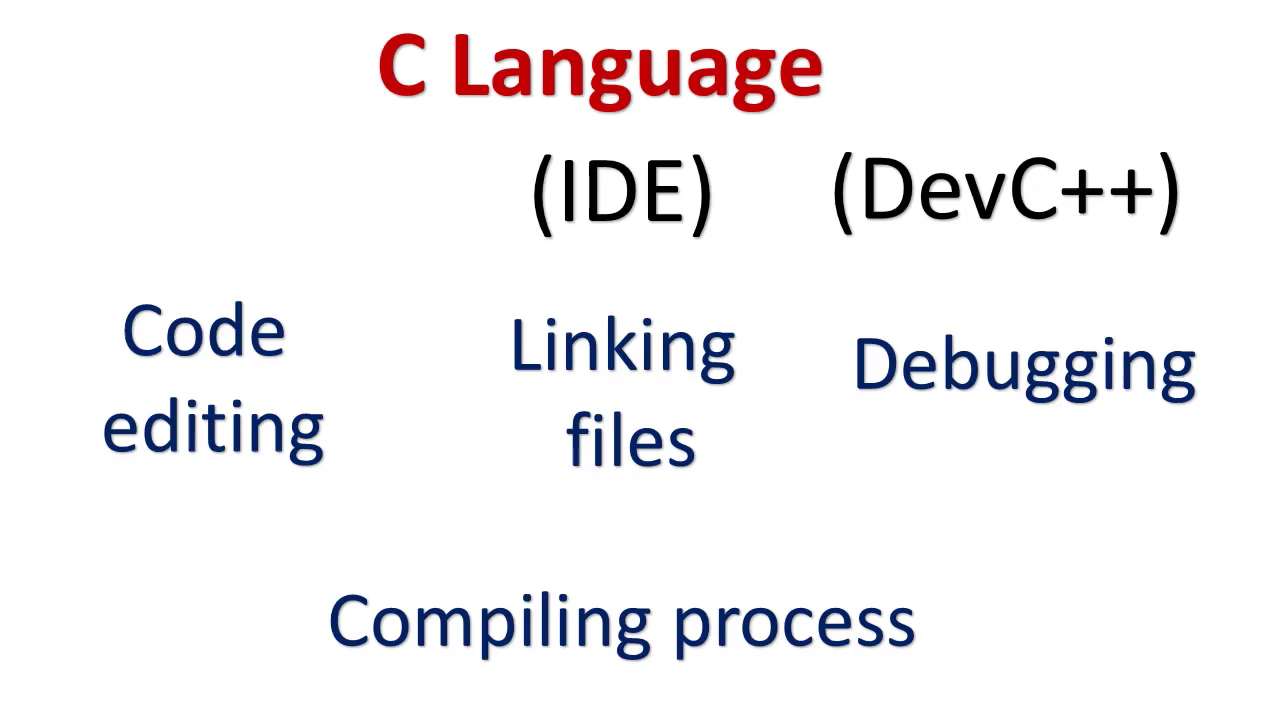 C Language
(IDE) (DevC++)
Code
editing
Linking
files
Debugging
Compiling process